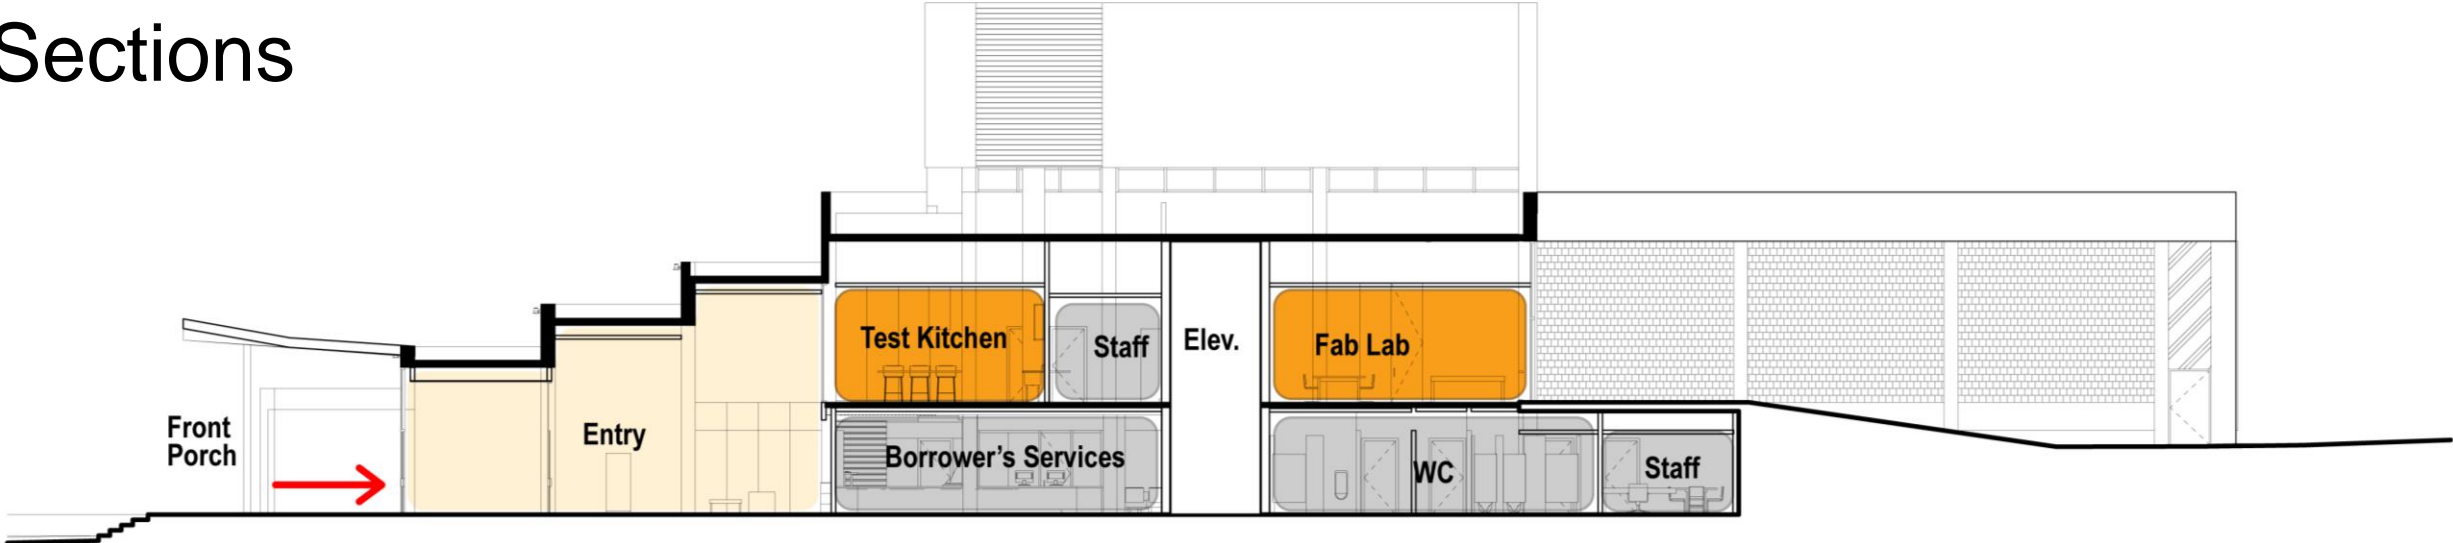 Sections
Test Kitchen
Staff
Elev.
Fab Lab
Front
Porch
Entry
Borrower's Services
WC
Staff